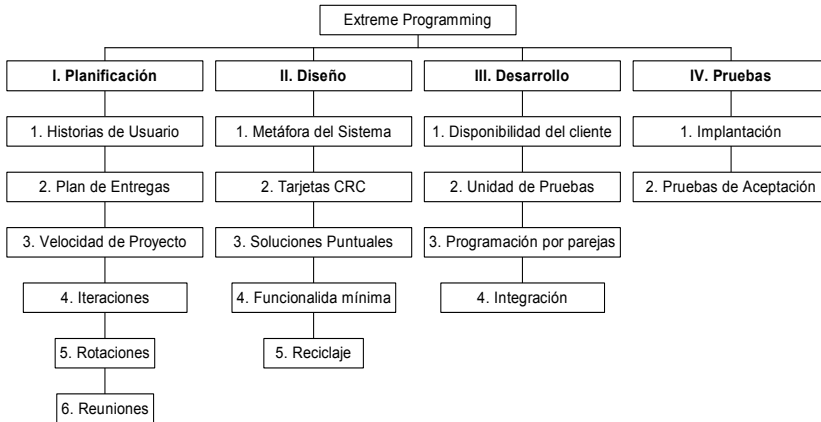 Extreme Programming
I. Planificación
1. Historias de Usuario
2. Plan de Entregas
3. Velocidad de Proyecto
4. Iteraciones
5. Rotaciones
6. Reuniones
II. Diseño
1. Metáfora del Sistema
2. Tarjetas CRC
3. Soluciones Puntuales
4. Funcionalida mínima
5. Reciclaje
III. Desarrollo
1. Disponibilidad del cliente
2. Unidad de Pruebas
3. Programación por parejas
4. Integración
IV. Pruebas
1. Implantación
2. Pruebas de Aceptación